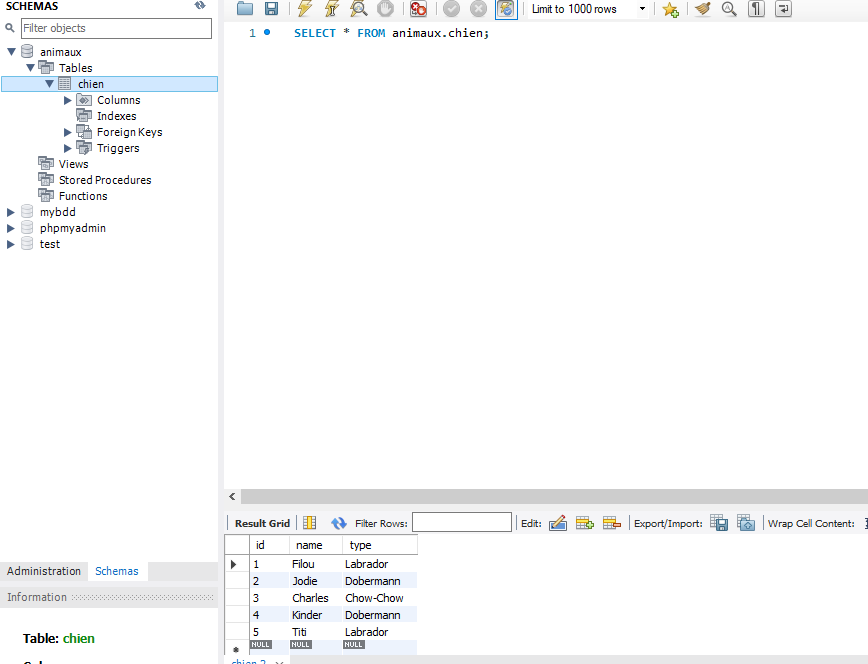 SCHEMAS
Filter objects
animaux
Tables
chien
Columns
Indexes
Foreign Keys
Triggers
Views
Stored Procedures
Functions
mybdd
phpmyadmin
test
Administration Schemas
Information
Table: chien
Limit to 1000 rows
1 SELECT * FROM animaux.chien;
Result Grid Filter Rows: Edit: Export/Import: Wrap Cell Content:
id name type
1 Filou Labrador
2 Jodie Dobermann
3 Charles Chow-Chow
4 Kinder Dobermann
5 Titi Labrador
NULL NULL NULL